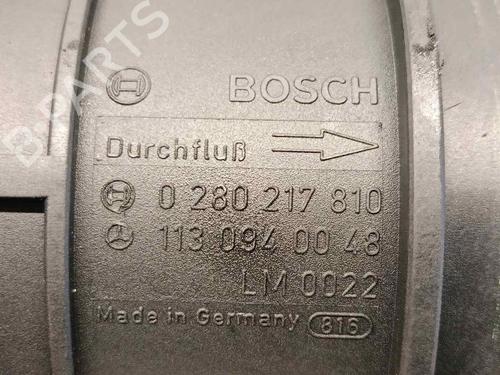 BOSCH
Durchfluß
0 280 217 810
113 094 00 48
LM 0022
Made in Germany 816
B-PARTS